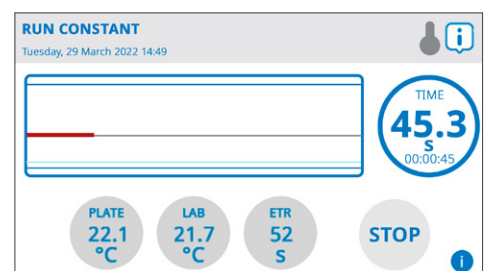 RUN CONSTANT
Tuesday, 29 March 2022 14:49
i
TIME
45.3
s
00:00:45
PLATE
22.1
°C
LAB
21.7
°C
ETR
52
s
STOP
i